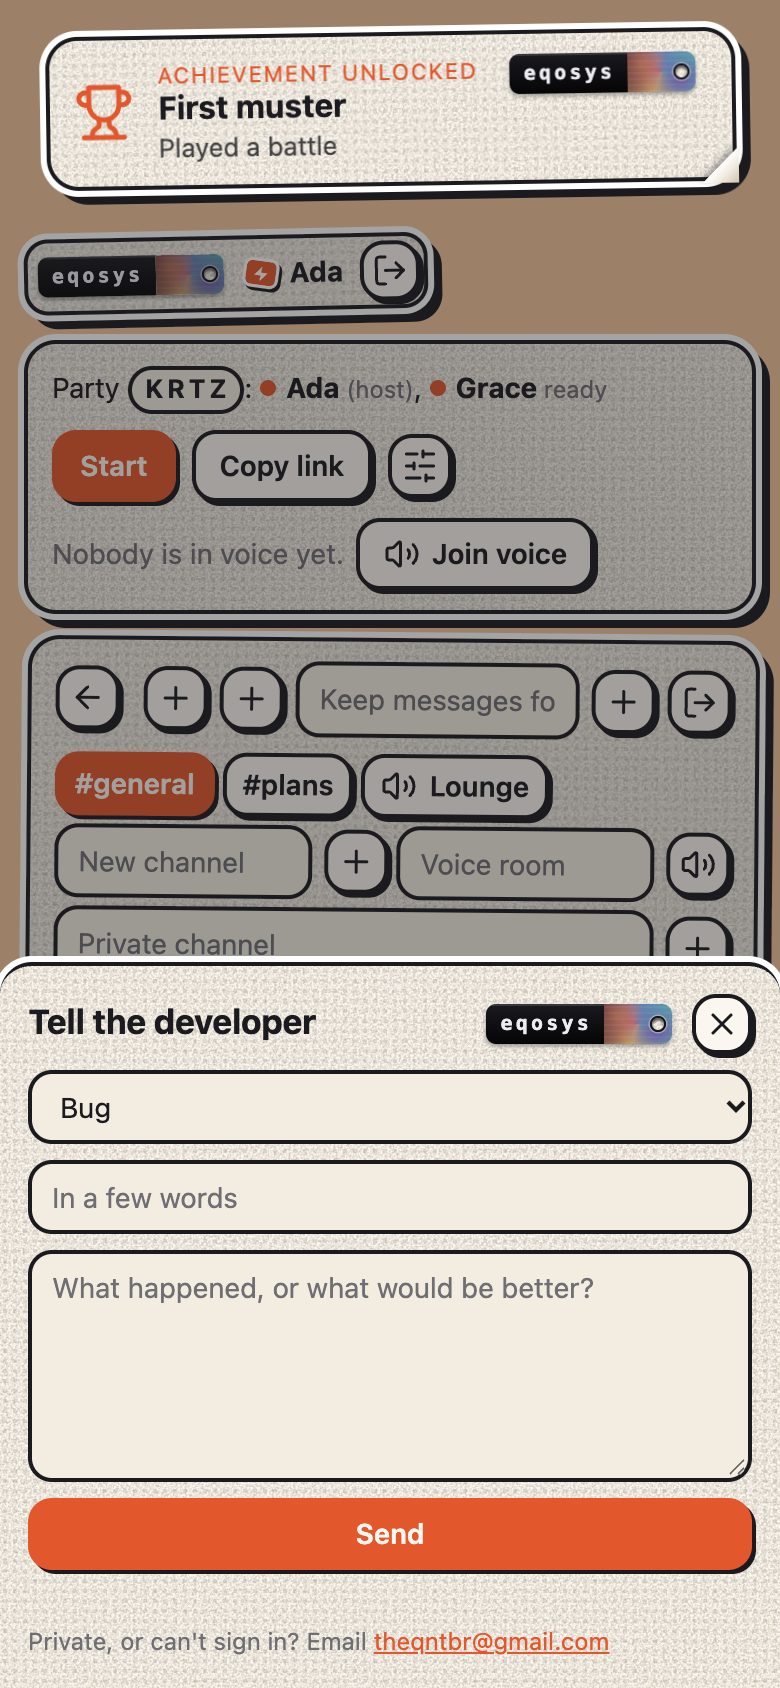 ACHIEVEMENT UNLOCKED
eqosys
First muster
Played a battle
eqosys
Ada
Party KRTZ: Ada (host), Grace ready
Start
Copy link
Nobody is in voice yet.
Join voice
Keep messages fo
#general
#plans
Lounge
New channel
Voice room
Private channel
Tell the developer
eqosys
Bug
In a few words
What happened, or what would be better?
Send
Private, or can't sign in? Email theqntbr@gmail.com